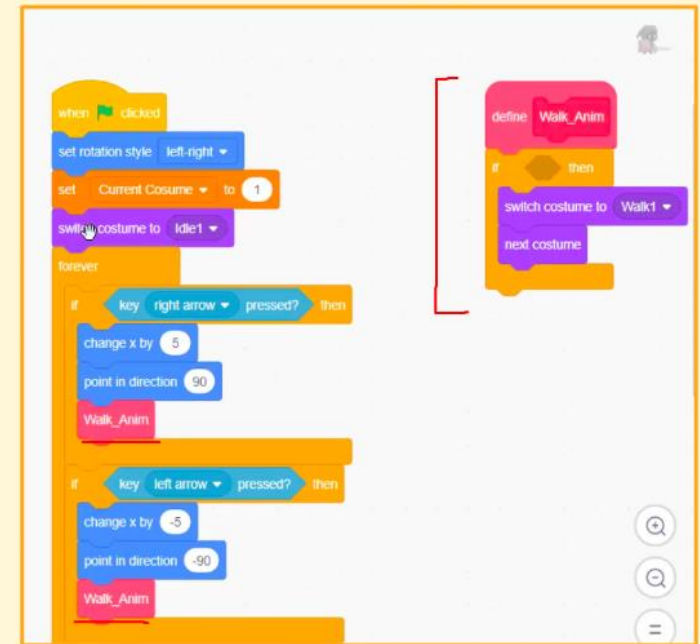 when clicked
set rotation style left-right
set Current Cosume to 1
switch costume to Idle1
forever
if key right arrow pressed? then
change x by 5
point in direction 90
Walk_Anim
if key left arrow pressed? then
change x by -5
point in direction -90
Walk_Anim
define Walk_Anim
if then
switch costume to Walk1
next costume